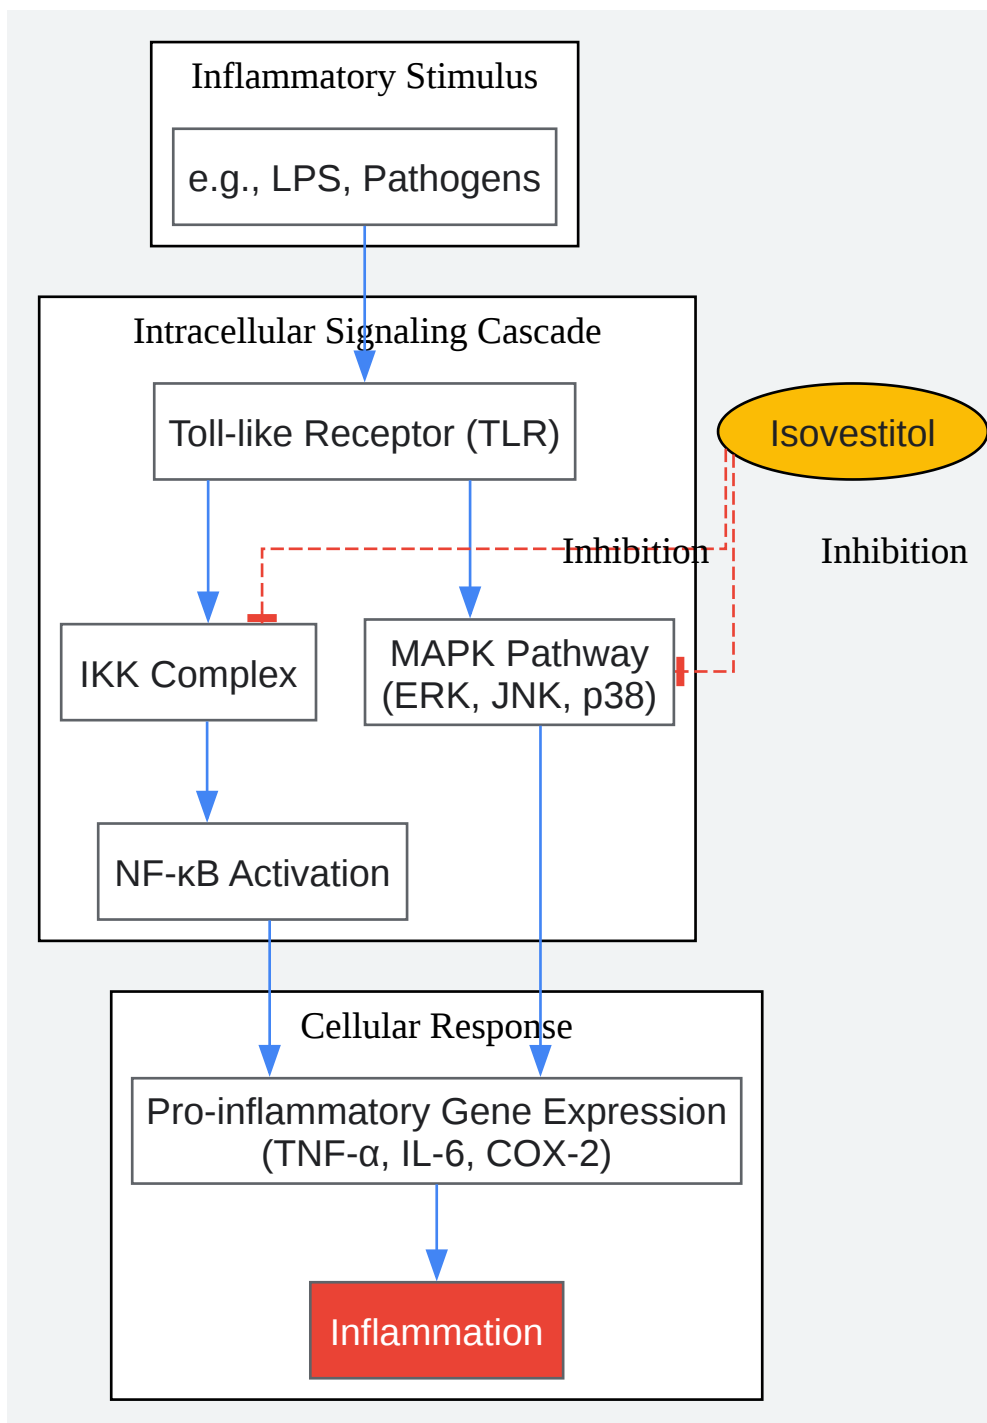 Inflammatory Stimulus
e.g., LPS, Pathogens
Intracellular Signaling Cascade
Toll-like Receptor (TLR)
Isovestitol
Inhibition
Inhibition
IKK Complex
MAPK Pathway
(ERK, JNK, p38)
NF-κB Activation
Cellular Response
Pro-inflammatory Gene Expression
(TNF-α, IL-6, COX-2)
Inflammation